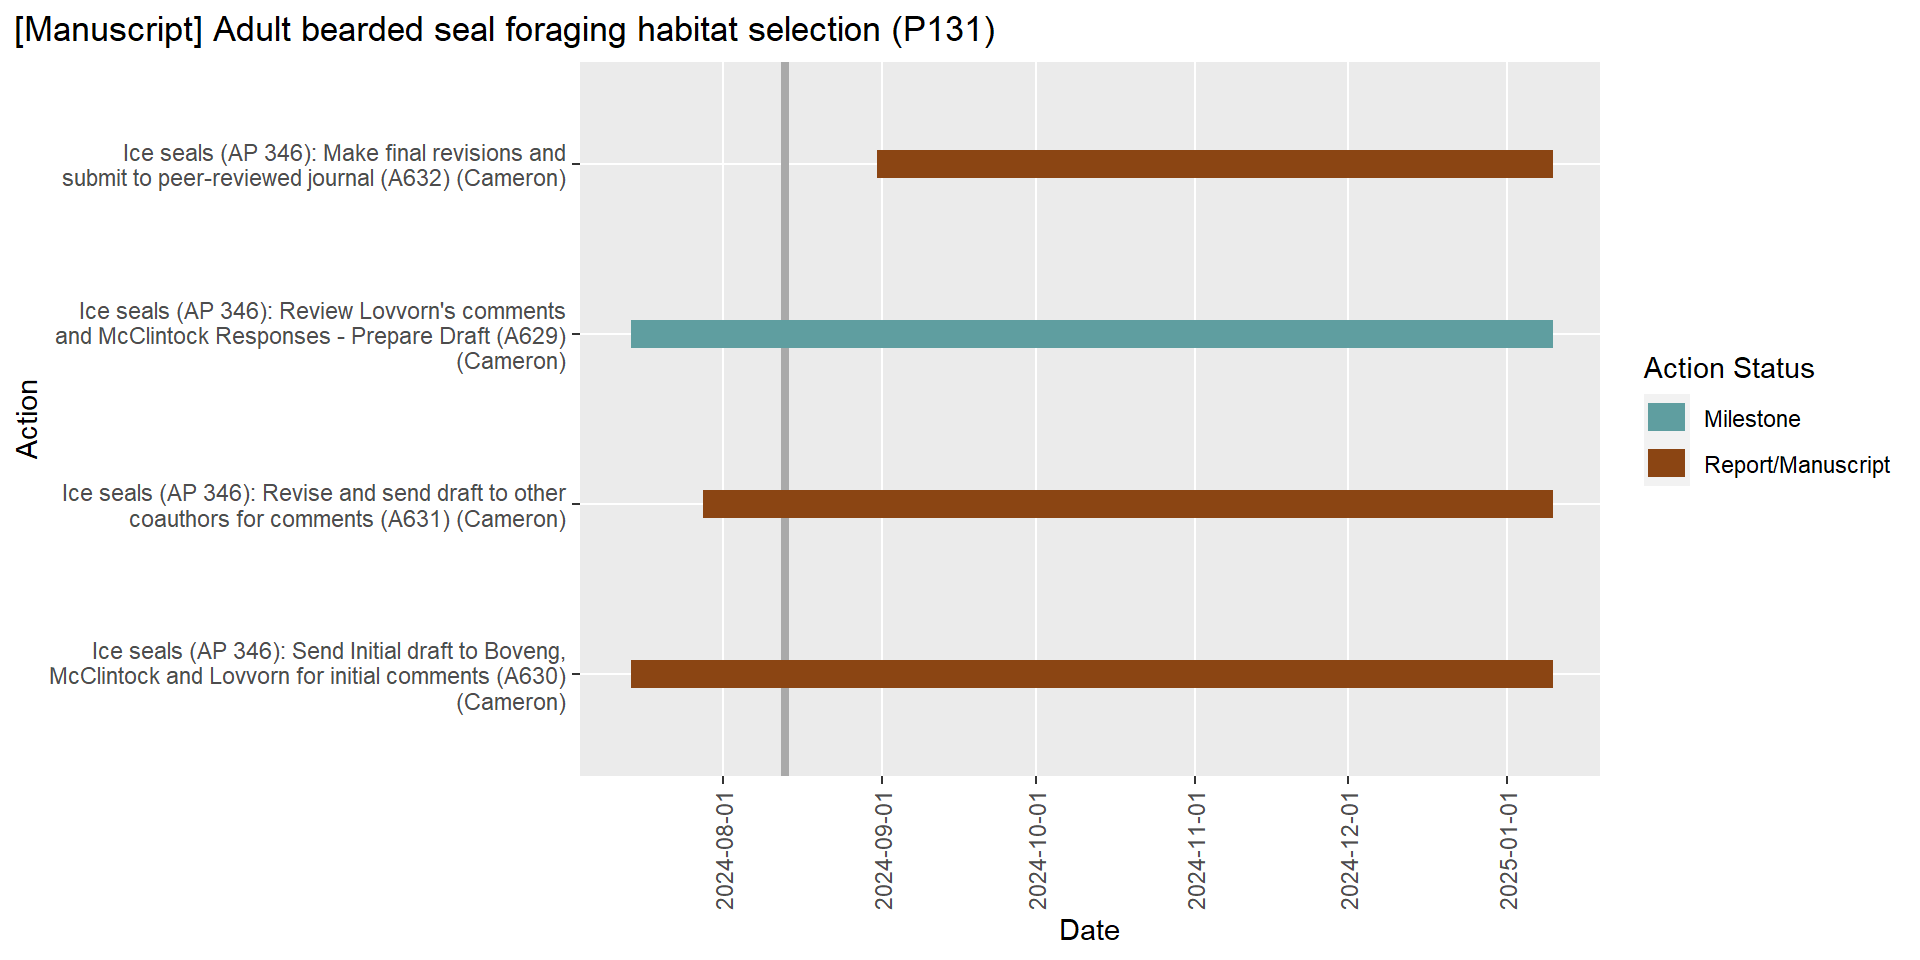 [Manuscript] Adult bearded seal foraging habitat selection (P131)
Ice seals (AP 346): Make final revisions and
submit to peer-reviewed journal (A632) (Cameron)
Ice seals (AP 346): Review Lovvorn's comments
and McClintock Responses - Prepare Draft (A629)
(Cameron)
Ice seals (AP 346): Revise and send draft to other
coauthors for comments (A631) (Cameron)
Ice seals (AP 346): Send Initial draft to Boveng,
McClintock and Lovvorn for initial comments (A630)
(Cameron)
Action
2024-08-01
2024-09-01
2024-10-01
2024-11-01
2024-12-01
2025-01-01
Date
Action Status
Milestone
Report/Manuscript